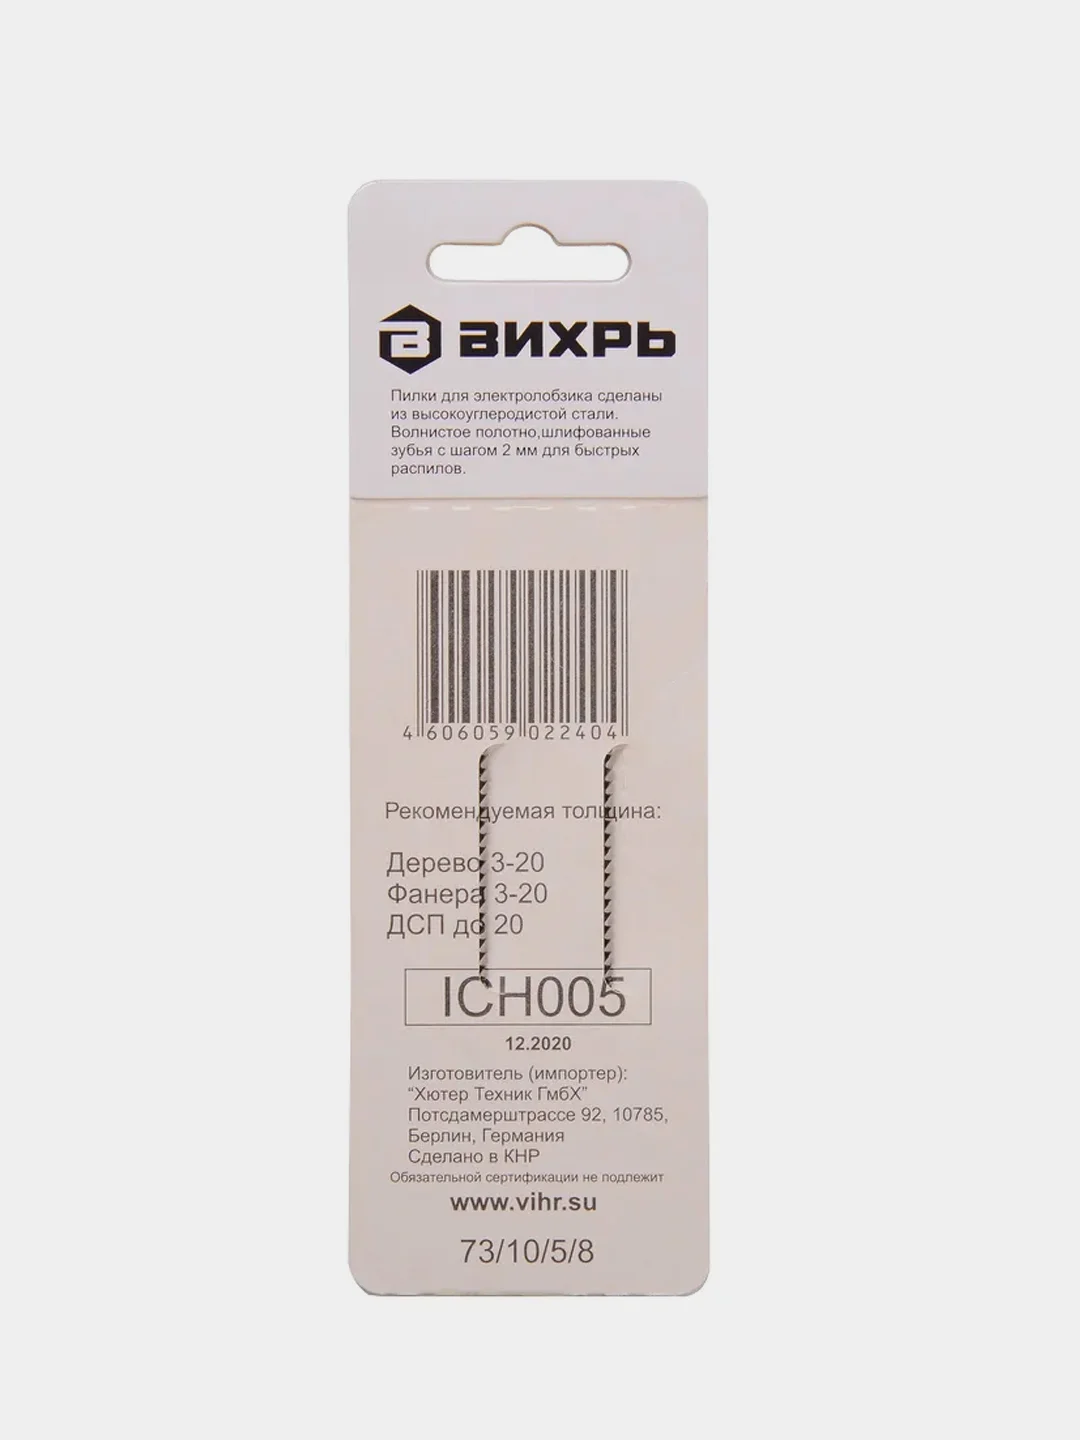 ВИХРЬ
Пилки для электролобзика сделаны
из высокоуглеродистой стали.
Волнистое полотно,шлифованные
зубья с шагом 2 мм для быстрых
распилов.
4 606059 022404
Рекомендуемая толщина:
Дерево 3-20
Фанера 3-20
ДСП до 20
ICH005
12.2020
Изготовитель (импортер):
“Хютер Техник ГмбХ”
Потсдамерштрассе 92, 10785,
Берлин, Германия
Сделано в КНР
Обязательной сертификации не подлежит
www.vihr.su
73/10/5/8